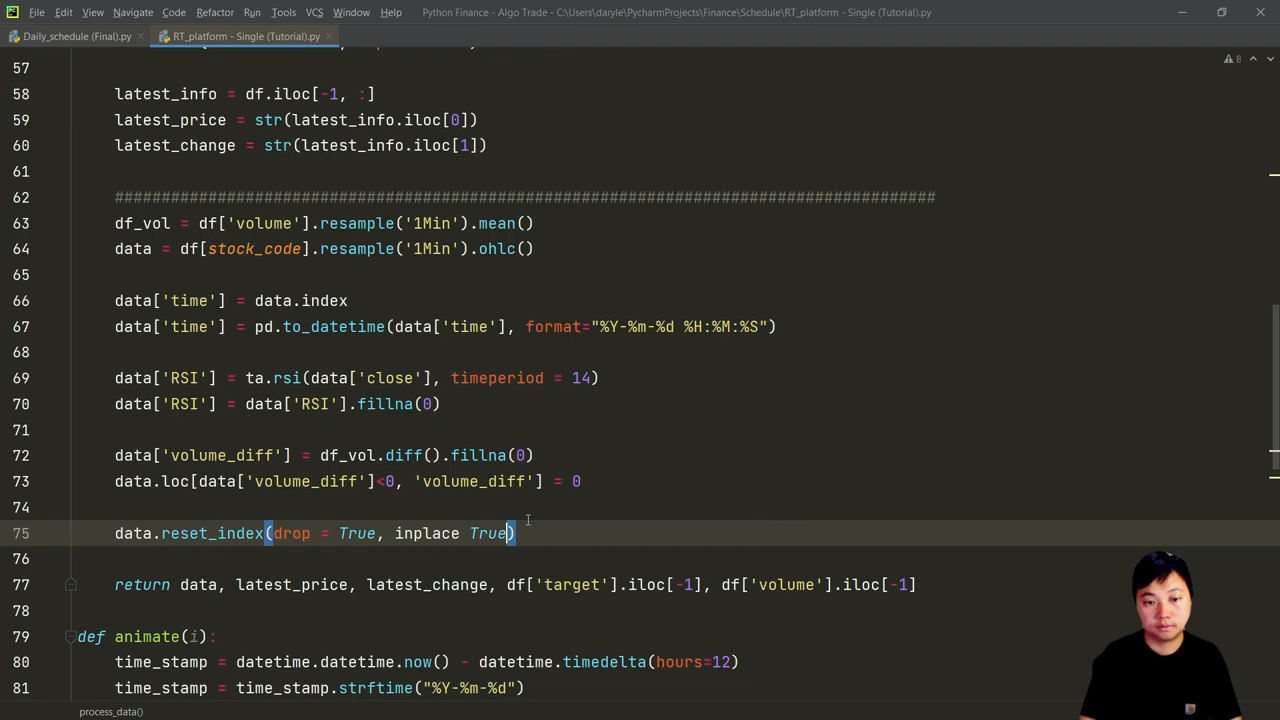 File Edit View Navigate Code Refactor Run Tools VCS Window Help Python Finance - Algo Trade - C:\Users\daryle\PycharmProjects\Finance\Schedule\RT_platform - Single (Tutorial).py
Daily_schedule (Final).py RT_platform - Single (Tutorial).py
57
8
58 latest_info = df.iloc[-1, :]
59 latest_price = str(latest_info.iloc[0])
60 latest_change = str(latest_info.iloc[1])
61
62 ########################################################################################
63 df_vol = df['volume'].resample('1Min').mean()
64 data = df[stock_code].resample('1Min').ohlc()
65
66 data['time'] = data.index
67 data['time'] = pd.to_datetime(data['time'], format="%Y-%m-%d %H:%M:%S")
68
69 data['RSI'] = ta.rsi(data['close'], timeperiod = 14)
70 data['RSI'] = data['RSI'].fillna(0)
71
72 data['volume_diff'] = df_vol.diff().fillna(0)
73 data.loc[data['volume_diff']<0, 'volume_diff'] = 0
74
75 data.reset_index(drop = True, inplace True)
76
77 return data, latest_price, latest_change, df['target'].iloc[-1], df['volume'].iloc[-1]
78
79 def animate(i):
80 time_stamp = datetime.datetime.now() - datetime.timedelta(hours=12)
81 time_stamp = time_stamp.strftime("%Y-%m-%d")
process_data()